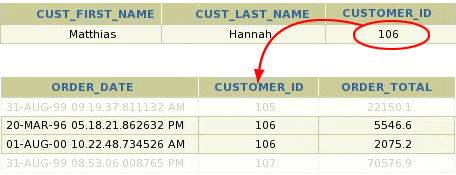 CUST_FIRST_NAME CUST_LAST_NAME CUSTOMER_ID
Matthias Hannah 106
ORDER_DATE CUSTOMER_ID ORDER_TOTAL
31-AUG-99 09.19.37.811132 AM 105 22150.1
20-MAR-96 05.18.21.862632 PM 106 5546.6
01-AUG-00 10.22.48.734526 AM 106 2075.2
31-AUG-99 08.53.06.008765 PM 107 70576.9